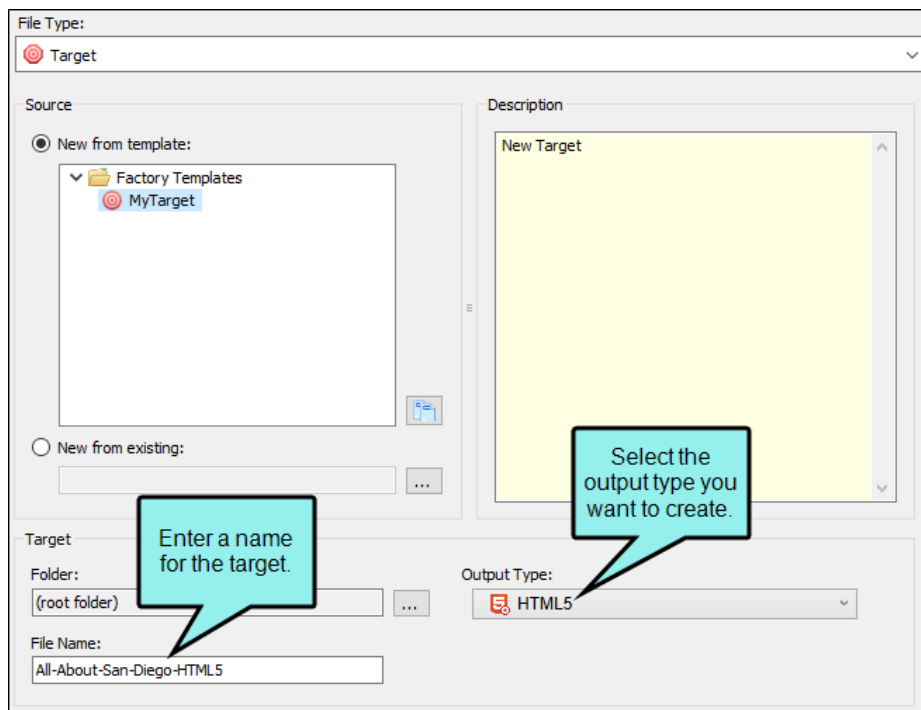 File Type:
Target
Source
New from template:
Factory Templates
MyTarget
New from existing:
...
Description
New Target
Select the
output type you
want to create.
Target
Enter a name
for the target.
Folder:
(root folder)
...
Output Type:
HTML5
File Name:
All-About-San-Diego-HTML5